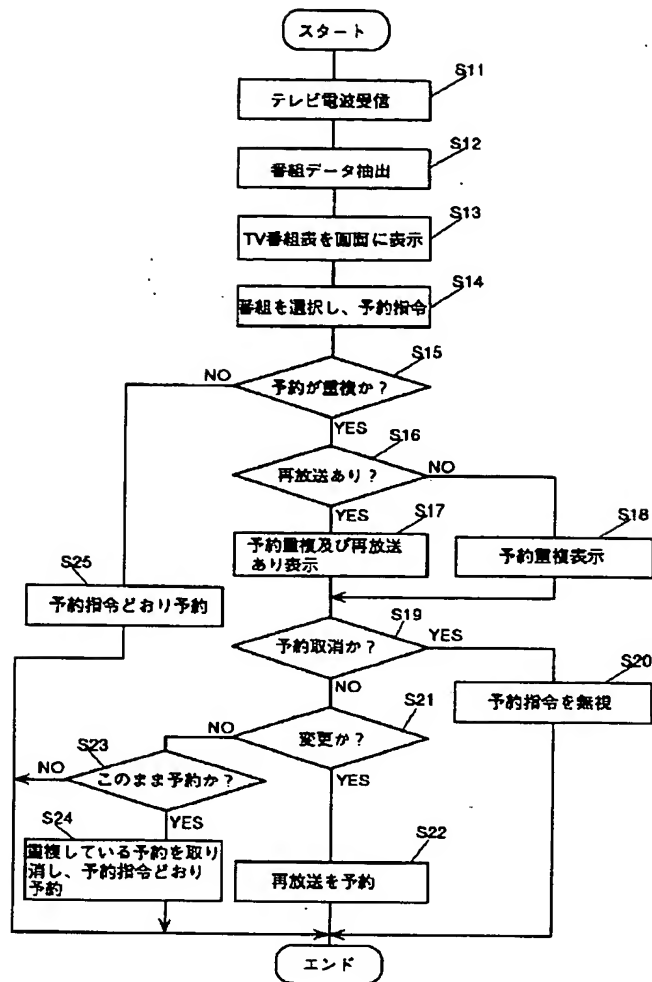 スタート
S11
テレビ電波受信
S12
番組データ抽出
S13
TV番組表を画面に表示
S14
番組を選択し、予約指令
S15
予約が重複か?
NO
YES
S16
再放送あり?
NO
YES
S17
予約重複及び再放送
あり表示
S18
予約重複表示
S25
予約指令どおり予約
S19
予約取消か?
YES
NO
S20
予約指令を無視
S21
変更か?
NO
YES
S23
このまま予約か?
NO
YES
S24
重複している予約を取り
消し、予約指令どおり
予約
S22
再放送を予約
エンド